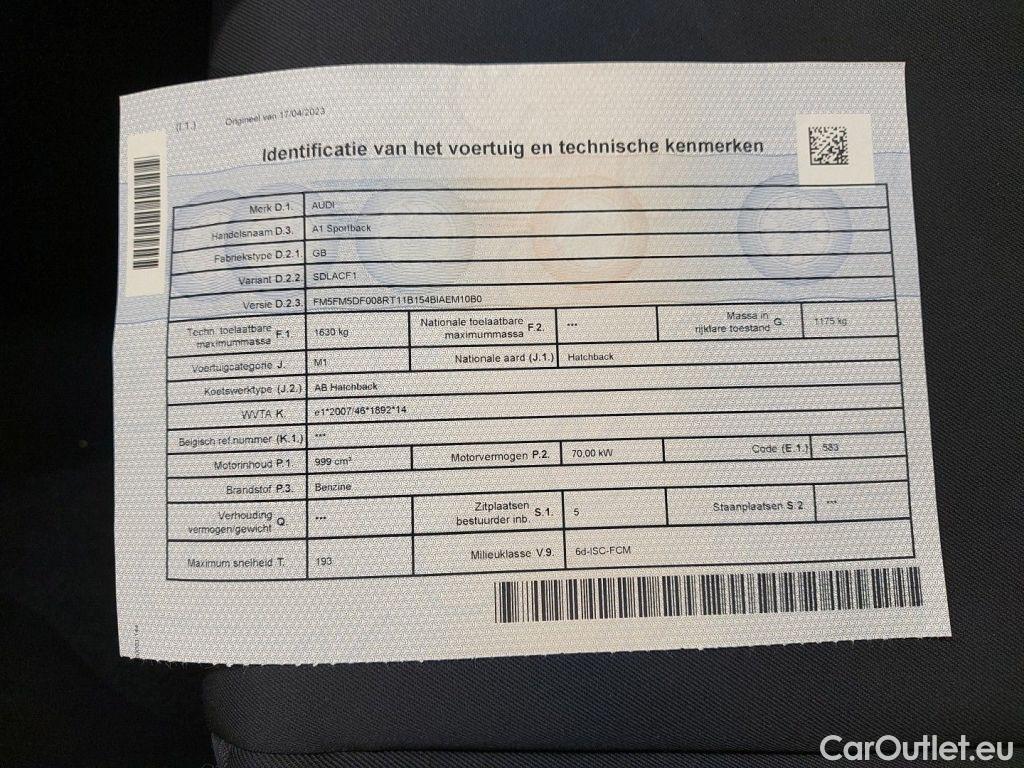 (I.1.) Origineel van 17/04/2023
Identificatie van het voertuig en technische kenmerken
Merk D.1. AUDI
Handelsnaam D.3. A1 Sportback
Fabriekstype D.2.1. GB
Variant D.2.2. SDLACF1
Versie D.2.3. FM5FM5DF008RT11B154BIAEM10B0
Techn. toelaatbare maximummassa F.1. 1630 kg Nationale toelaatbare maximummassa F.2. *** Massa in rijklare toestand G. 1175 kg
Voertuigcategorie J. M1 Nationale aard (J.1.) Hatchback
Koetswerktype (J.2.) AB Hatchback
WVTA K. e1*2007/46*1892*14
Belgisch ref.nummer (K.1.) ***
Motorinhoud P.1. 999 cm³ Motorvermogen P.2. 70,00 kW Code (E.1.) 583
Brandstof P.3. Benzine
Verhouding vermogen/gewicht Q. *** Zitplaatsen bestuurder inb. S.1. 5 Staanplaatsen S.2 ***
Maximum snelheid T. 193 Milieuklasse V.9. 6d-ISC-FCM
CarOutlet.eu